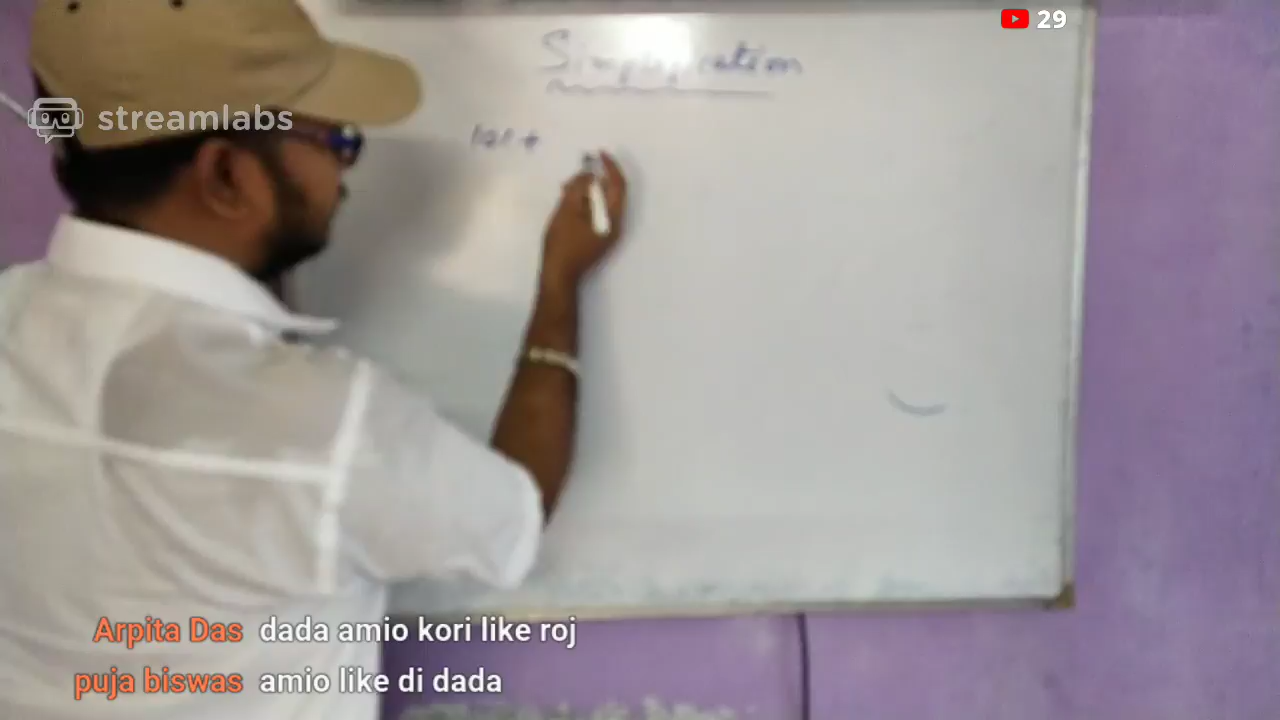 29
Simplification
streamlabs
Arpita Das dada amio kori like roj
puja biswas amio like di dada